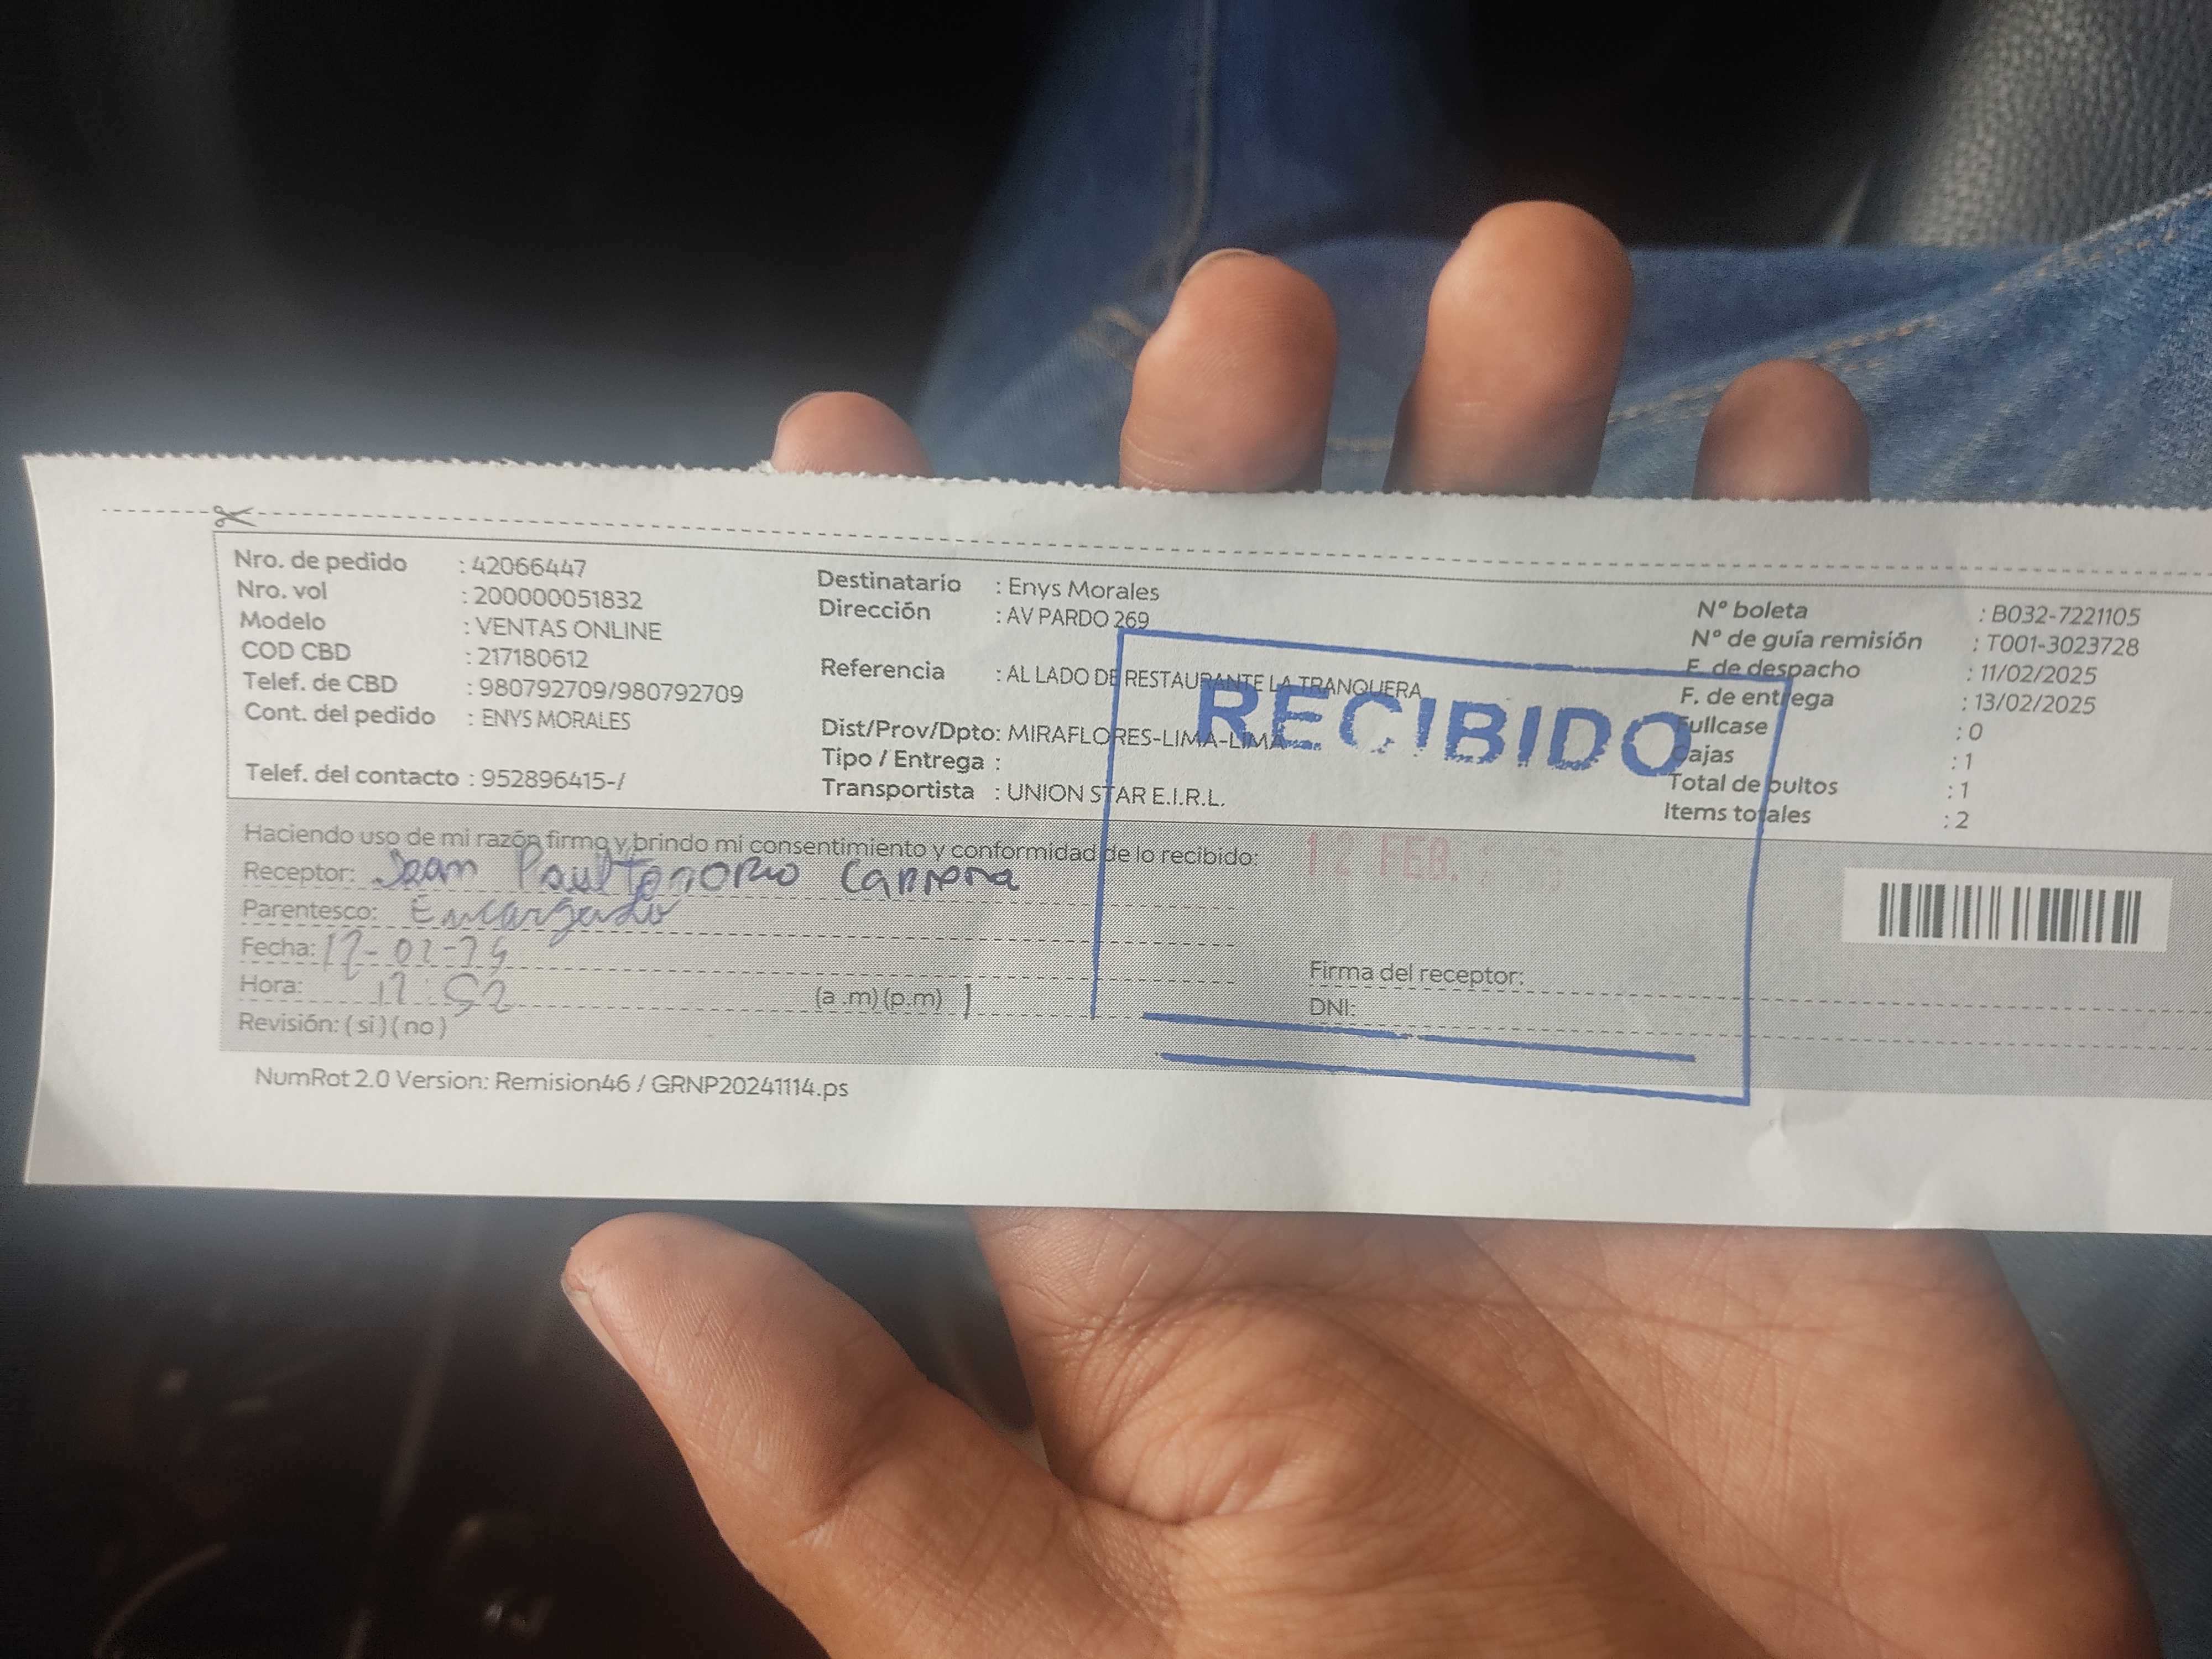 Nro. de pedido : 42066447
Nro. vol : 200000051832
Modelo : VENTAS ONLINE
COD CBD : 217180612
Telef. de CBD : 980792709/980792709
Cont. del pedido : ENYS MORALES
Telef. del contacto : 952896415-/
Destinatario : Enys Morales
Dirección : AV PARDO 269
Referencia : AL LADO DE RESTAURANTE LA TRANQUERA
Dist/Prov/Dpto: MIRAFLORES-LIMA-LIMA
Tipo / Entrega :
Transportista : UNION STAR E.I.R.L.
N° boleta : B032-7221105
N° de guía remisión : T001-3023728
F. de despacho : 11/02/2025
F. de entrega : 13/02/2025
Fullcase : 0
Cajas : 1
Total de bultos : 1
Items totales : 2
RECIBIDO
12 FEB.
Haciendo uso de mi razón firmo y brindo mi consentimiento y conformidad de lo recibido:
Receptor: Jean Paul Tenorio Cabrera
Parentesco: Encargado
Fecha:
Hora: 12:52 (a .m) (p.m)
Revisión: ( si ) ( no )
Firma del receptor:
DNI:
NumRot 2.0 Version: Remision46 / GRNP20241114.ps